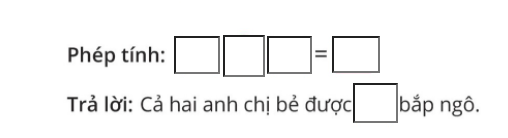 Phép tính: =
Trả lời: Cả hai anh chị bẻ được bắp ngô.